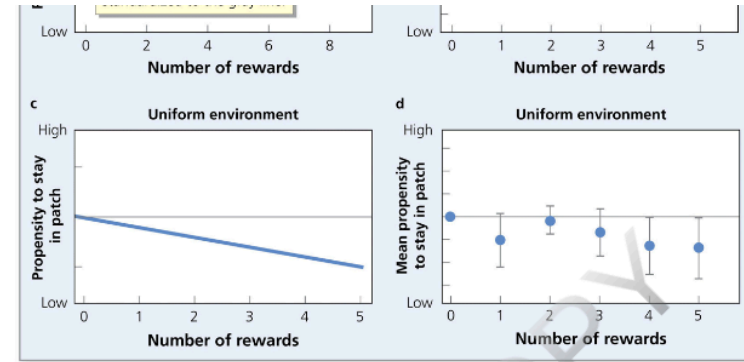 Low
0 2 4 6 8
Number of rewards
Low
0 1 2 3 4 5
Number of rewards
c
Uniform environment
High
Propensity to stay
in patch
Low
0 1 2 3 4 5
Number of rewards
d
Uniform environment
High
Mean propensity
to stay in patch
Low
0 1 2 3 4 5
Number of rewards